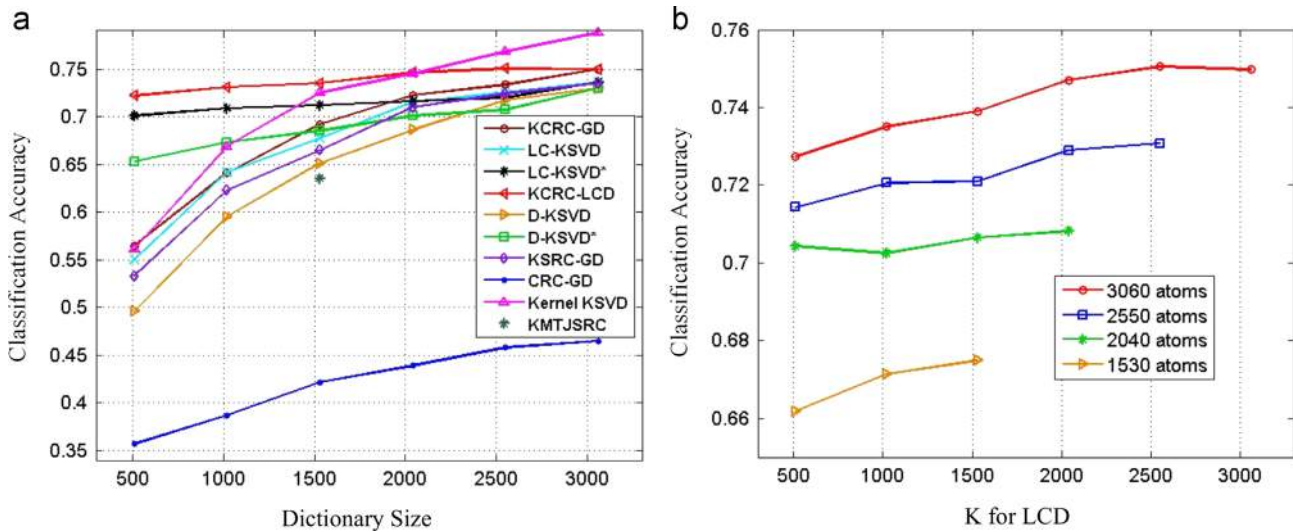 a
Classification Accuracy
0.75
0.7
0.65
0.6
0.55
0.5
0.45
0.4
0.35
500 1000 1500 2000 2500 3000
Dictionary Size
KCRC-GD
LC-KSVD
LC-KSVD*
KCRC-LCD
D-KSVD
D-KSVD*
KSRC-GD
CRC-GD
Kernel KSVD
KMTJSRC
b
Classification Accuracy
0.76
0.74
0.72
0.7
0.68
0.66
500 1000 1500 2000 2500 3000
K for LCD
3060 atoms
2550 atoms
2040 atoms
1530 atoms